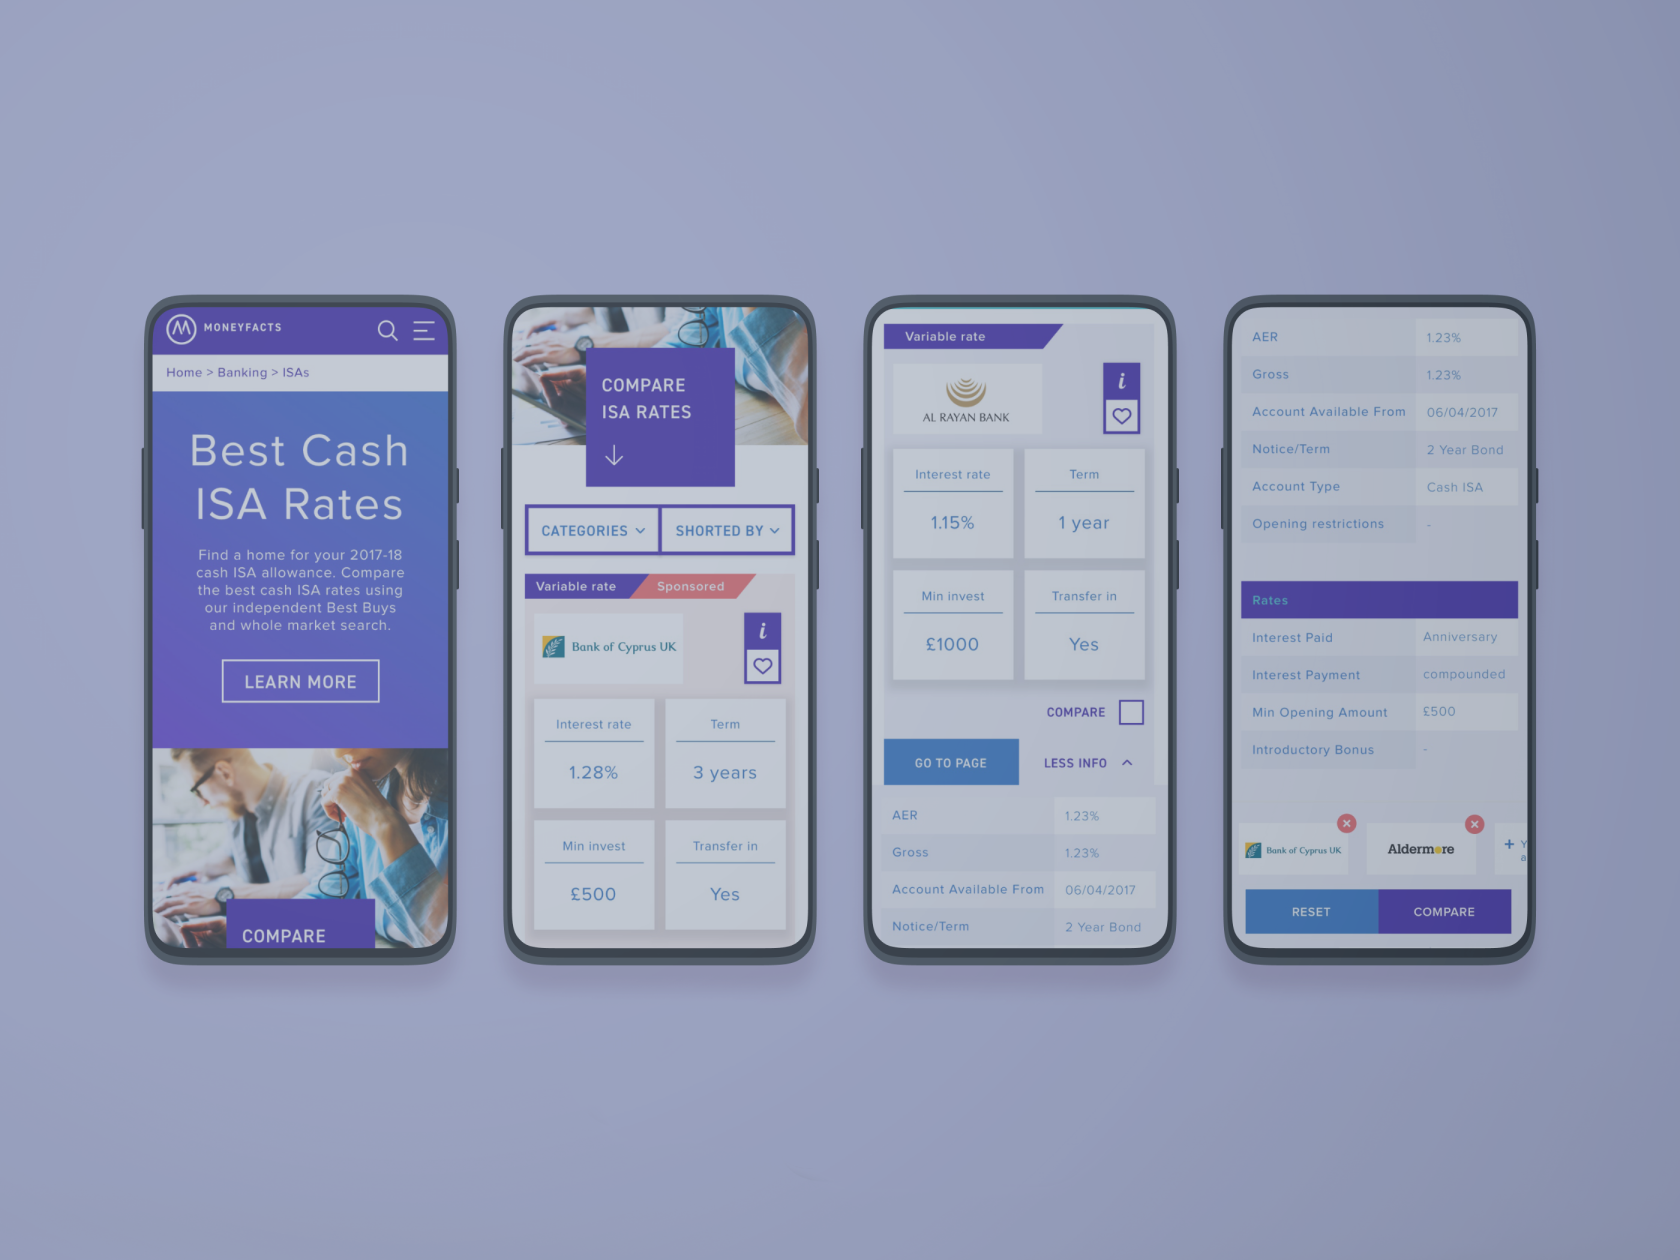 MONEYFACTS
Home > Banking > ISAs
Best Cash
ISA Rates
Find a home for your 2017-18
cash ISA allowance. Compare
the best cash ISA rates using
our independent Best Buys
and whole market search.
LEARN MORE
COMPARE
COMPARE
ISA RATES
CATEGORIES
SHORTED BY
Variable rate
Sponsored
Bank of Cyprus UK
i
Interest rate
Term
1.28%
3 years
Min invest
Transfer in
£500
Yes
Variable rate
AL RAYAN BANK
i
Interest rate
Term
1.15%
1 year
Min invest
Transfer in
£1000
Yes
COMPARE
GO TO PAGE
LESS INFO
AER 1.23%
Gross 1.23%
Account Available From 06/04/2017
Notice/Term 2 Year Bond
AER 1.23%
Gross 1.23%
Account Available From 06/04/2017
Notice/Term 2 Year Bond
Account Type Cash ISA
Opening restrictions -
Rates
Interest Paid Anniversary
Interest Payment compounded
Min Opening Amount £500
Introductory Bonus -
Bank of Cyprus UK
Aldermore
+
RESET
COMPARE